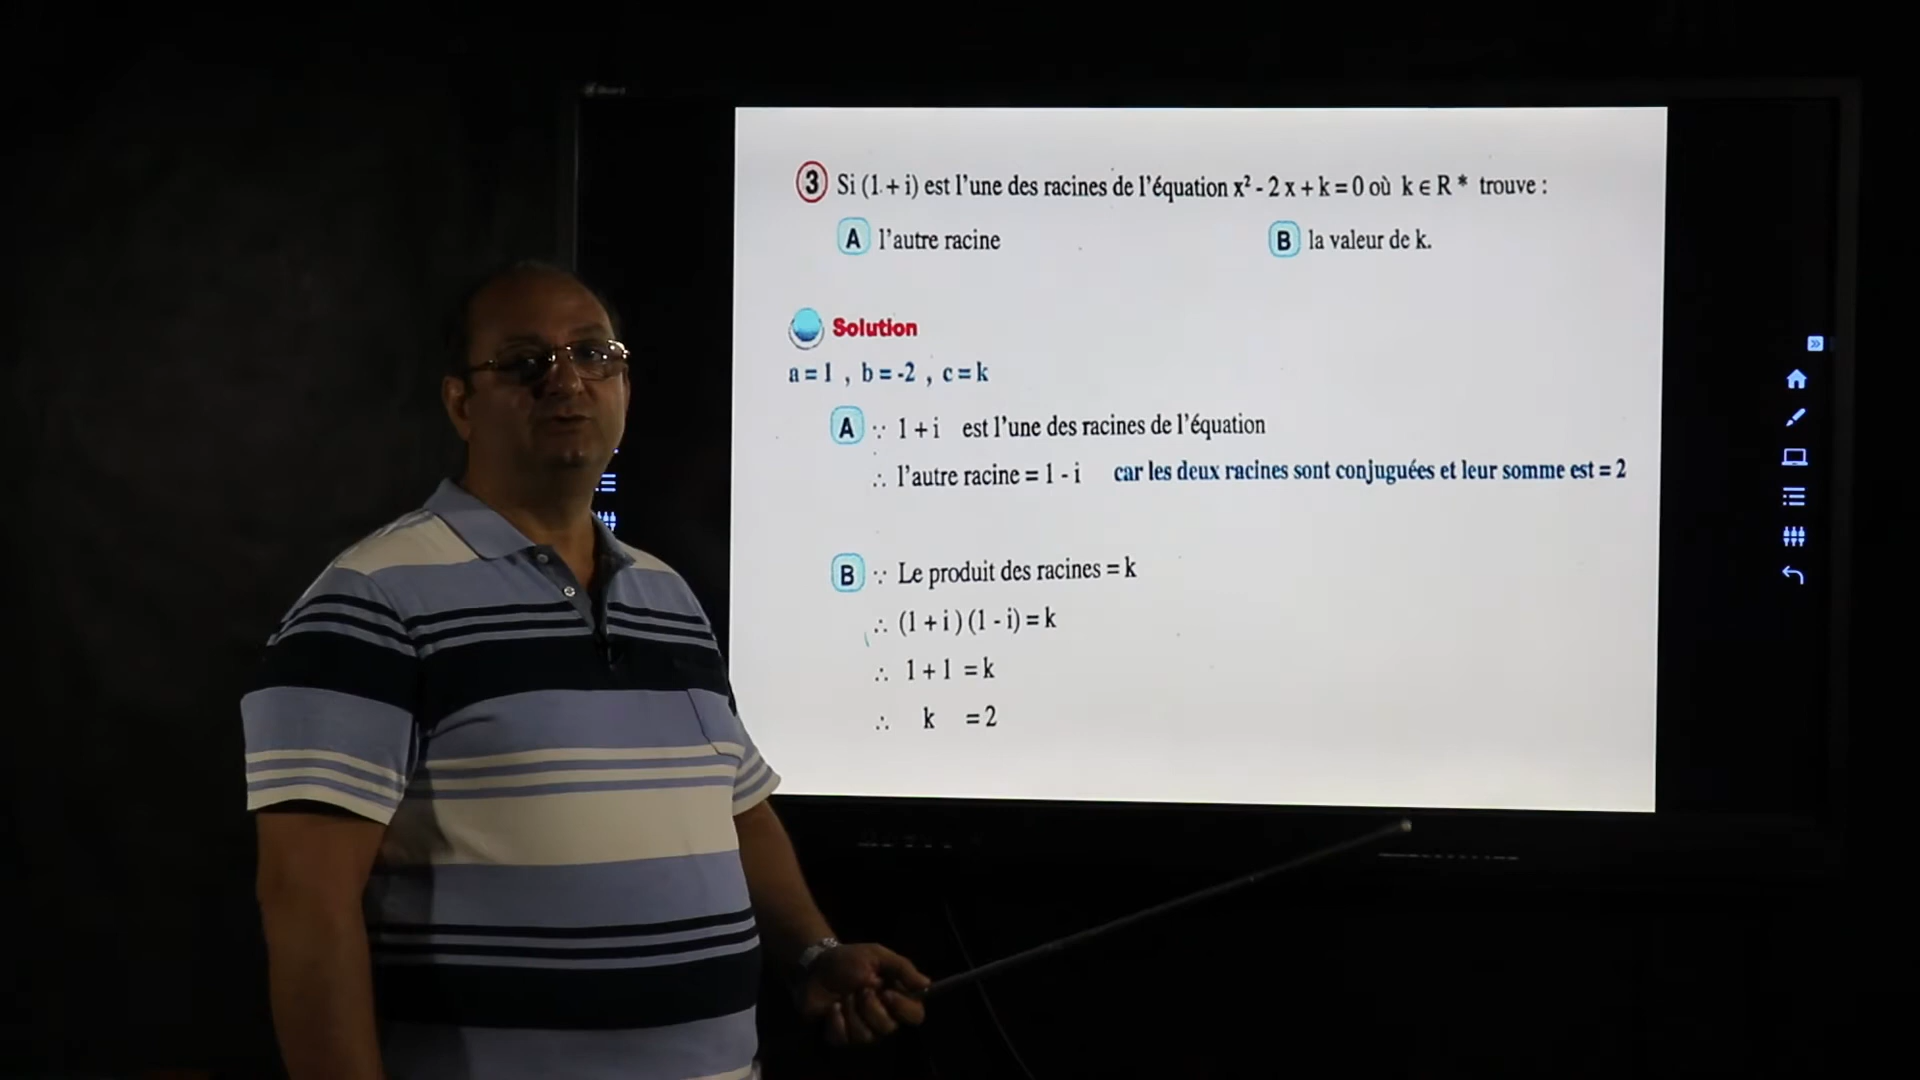 3 Si (1 + i) est l'une des racines de l'équation x² - 2 x + k = 0 où k ∈ R * trouve :
A l'autre racine B la valeur de k.
Solution
a = 1 , b = -2 , c = k
A ∵ 1 + i est l'une des racines de l'équation
∴ l'autre racine = 1 - i car les deux racines sont conjuguées et leur somme est = 2
B ∵ Le produit des racines = k
∴ (1 + i ) (1 - i) = k
∴ 1 + 1 = k
∴ k = 2